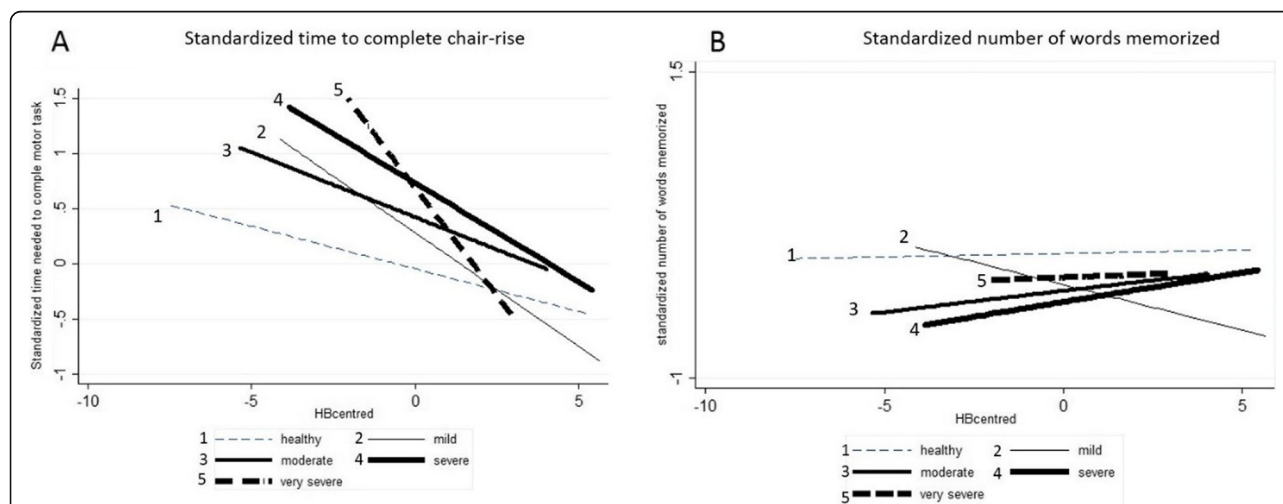 A
Standardized time to complete chair-rise
Standardized time needed to comple motor task
1.5
1
.5
0
-.5
-1
5
4
2
3
1
-10
-5
0
5
HBcentred
1 healthy 2 mild
3 moderate 4 severe
5 very severe
B
Standardized number of words memorized
standardized number of words memorized
1.5
-1
2
1
5
3
4
-10
-5
0
5
HBcentred
1 healthy 2 mild
3 moderate 4 severe
5 very severe